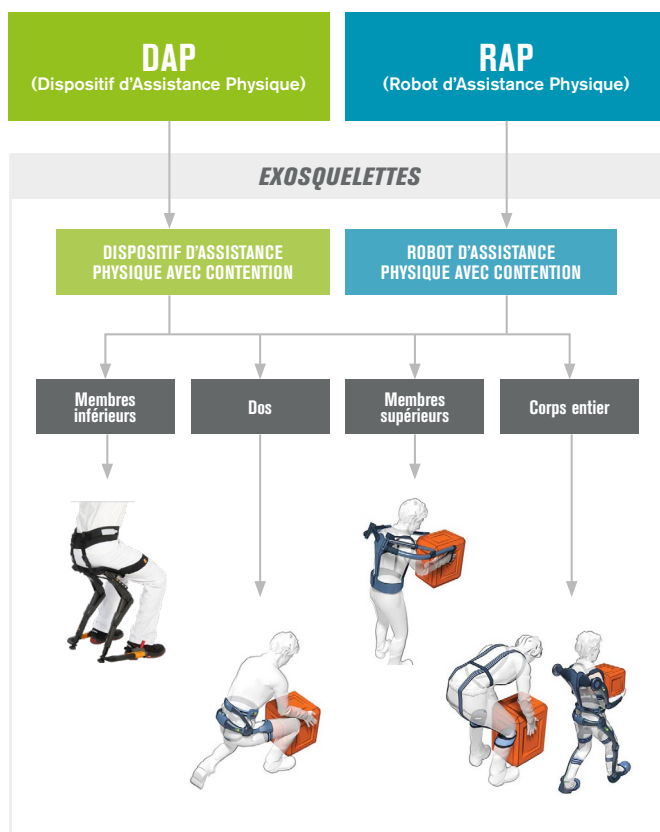 DAP
(Dispositif d'Assistance Physique)
RAP
(Robot d'Assistance Physique)
EXOSQUELETTES
DISPOSITIF D'ASSISTANCE
PHYSIQUE AVEC CONTENTION
ROBOT D'ASSISTANCE
PHYSIQUE AVEC CONTENTION
Membres
inférieurs
Dos
Membres
supérieurs
Corps entier